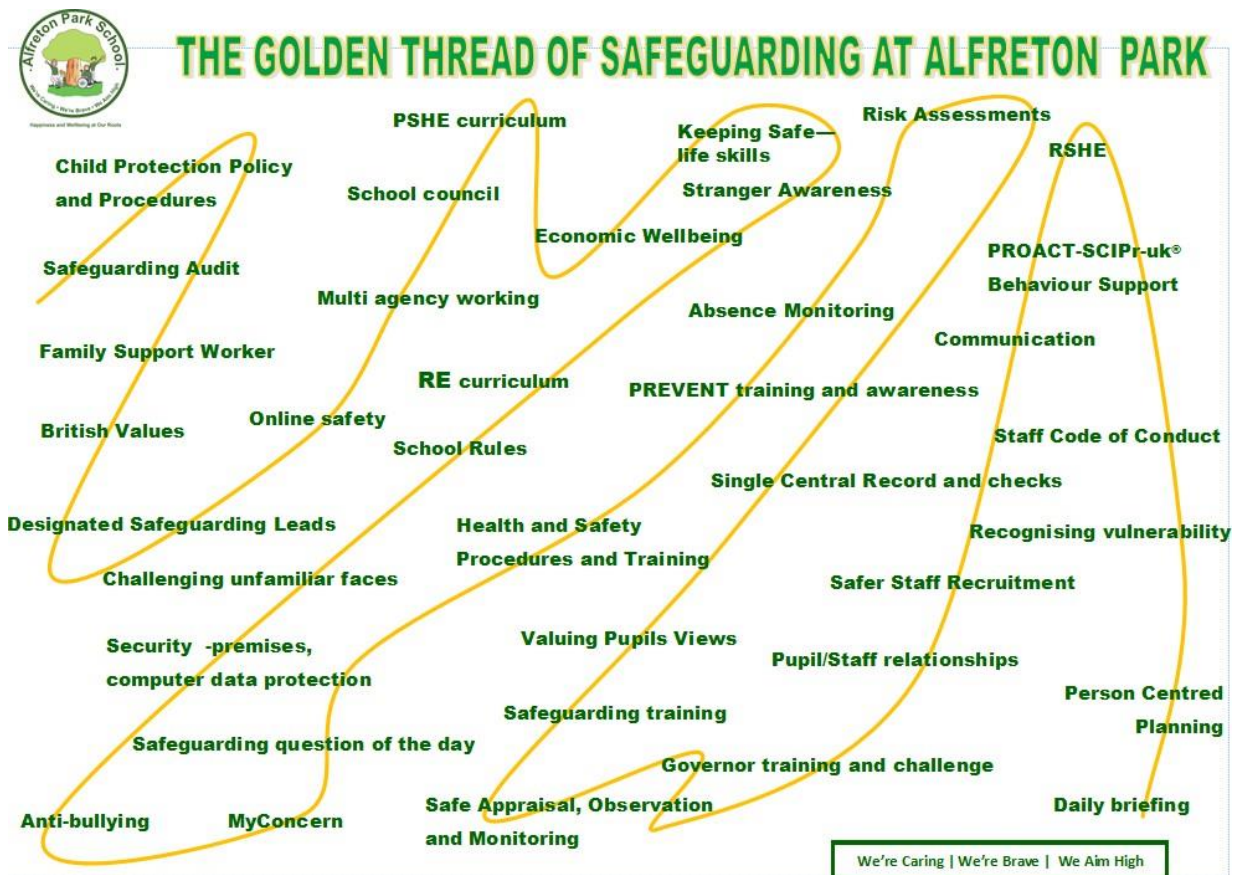 Alfreton Park School
We're Caring • We're Brave • We Aim High
Happiness and Wellbeing at Our Roots
THE GOLDEN THREAD OF SAFEGUARDING AT ALFRETON PARK
Child Protection Policy
and Procedures
Safeguarding Audit
Family Support Worker
British Values
Designated Safeguarding Leads
PSHE curriculum
School council
Multi agency working
Online safety
RE curriculum
School Rules
Keeping Safe—
life skills
Stranger Awareness
Economic Wellbeing
Risk Assessments
RSHE
Absence Monitoring
PROACT-SCIPr-uk®
Behaviour Support
Communication
PREVENT training and awareness
Staff Code of Conduct
Single Central Record and checks
Recognising vulnerability
Health and Safety
Procedures and Training
Challenging unfamiliar faces
Safer Staff Recruitment
Security -premises,
computer data protection
Valuing Pupils Views
Pupil/Staff relationships
Person Centred
Planning
Safeguarding training
Safeguarding question of the day
Governor training and challenge
Anti-bullying
MyConcern
Safe Appraisal, Observation
and Monitoring
Daily briefing
We're Caring | We're Brave | We Aim High